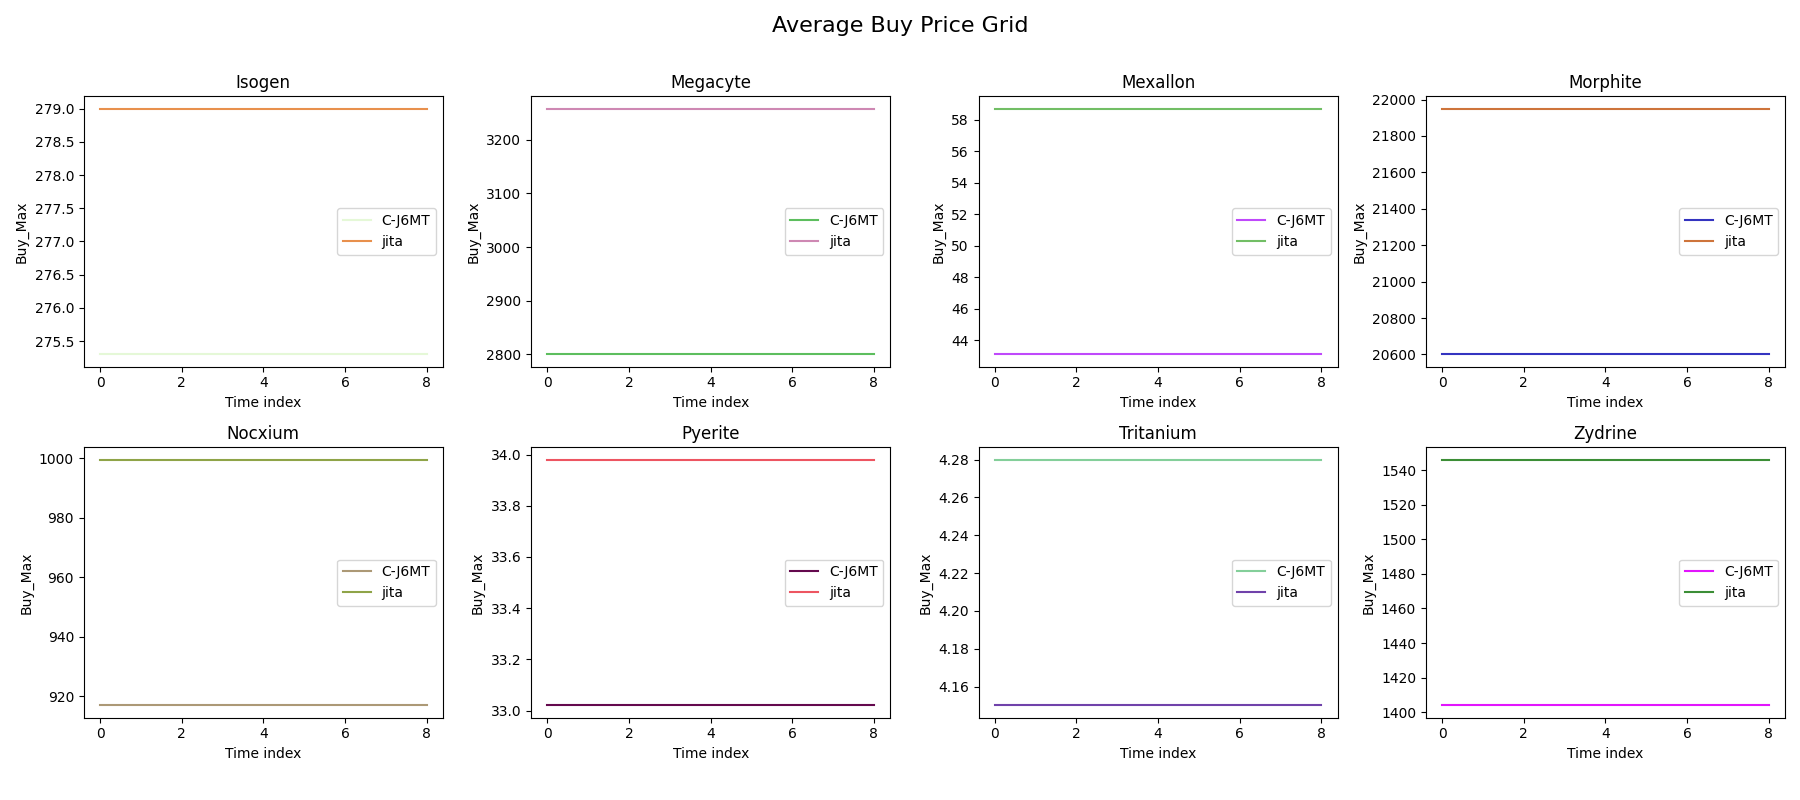 Average Buy Price Grid
Isogen
279.0
278.5
278.0
277.5
277.0
276.5
276.0
275.5
Buy_Max
C-J6MT
jita
0 2 4 6 8
Time index
Megacyte
3200
3100
3000
2900
2800
Buy_Max
C-J6MT
jita
0 2 4 6 8
Time index
Mexallon
58
56
54
52
50
48
46
44
Buy_Max
C-J6MT
jita
0 2 4 6 8
Time index
Morphite
22000
21800
21600
21400
21200
21000
20800
20600
Buy_Max
C-J6MT
jita
0 2 4 6 8
Time index
Nocxium
1000
980
960
940
920
Buy_Max
C-J6MT
jita
0 2 4 6 8
Time index
Pyerite
34.0
33.8
33.6
33.4
33.2
33.0
Buy_Max
C-J6MT
jita
0 2 4 6 8
Time index
Tritanium
4.28
4.26
4.24
4.22
4.20
4.18
4.16
Buy_Max
C-J6MT
jita
0 2 4 6 8
Time index
Zydrine
1540
1520
1500
1480
1460
1440
1420
1400
Buy_Max
C-J6MT
jita
0 2 4 6 8
Time index